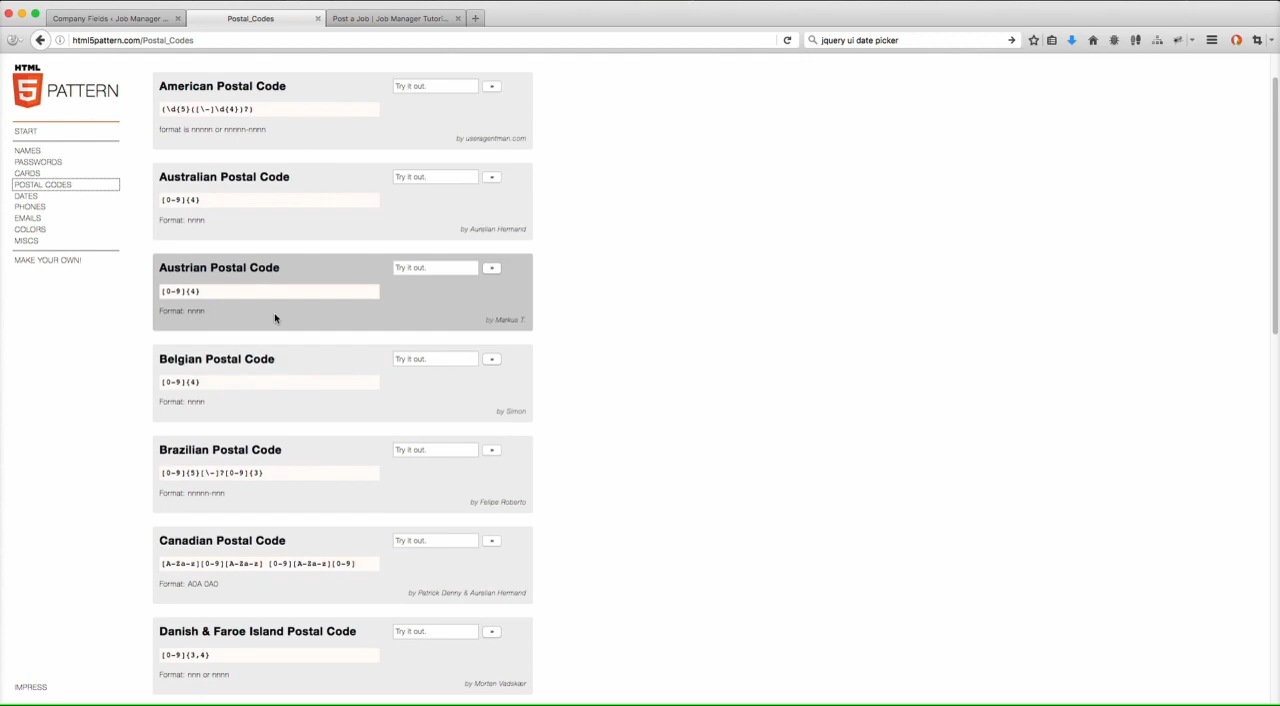 Company Fields ‹ Job Manager ...
Postal_Codes
Post a Job | Job Manager Tutori...
html5pattern.com/Postal_Codes
jquery ui date picker
HTML
5 PATTERN
START
NAMES
PASSWORDS
CARDS
POSTAL CODES
DATES
PHONES
EMAILS
COLORS
MISCS
MAKE YOUR OWN!
IMPRESS
American Postal Code
Try it out.
(\d{5}([\-]\d{4})?)
format is nnnnn or nnnnn-nnnn
by useragentman.com
Australian Postal Code
Try it out.
[0-9]{4}
Format: nnnn
by Aurelian Hermand
Austrian Postal Code
Try it out.
[0-9]{4}
Format: nnnn
by Markus T.
Belgian Postal Code
Try it out.
[0-9]{4}
Format: nnnn
by Simon
Brazilian Postal Code
Try it out.
[0-9]{5}[\-]?[0-9]{3}
Format: nnnnn-nnn
by Felipe Roberto
Canadian Postal Code
Try it out.
[A-Za-z][0-9][A-Za-z] [0-9][A-Za-z][0-9]
Format: A0A 0A0
by Patrick Denny & Aurelian Hermand
Danish & Faroe Island Postal Code
Try it out.
[0-9]{3,4}
Format: nnn or nnnn
by Morten Vadskær